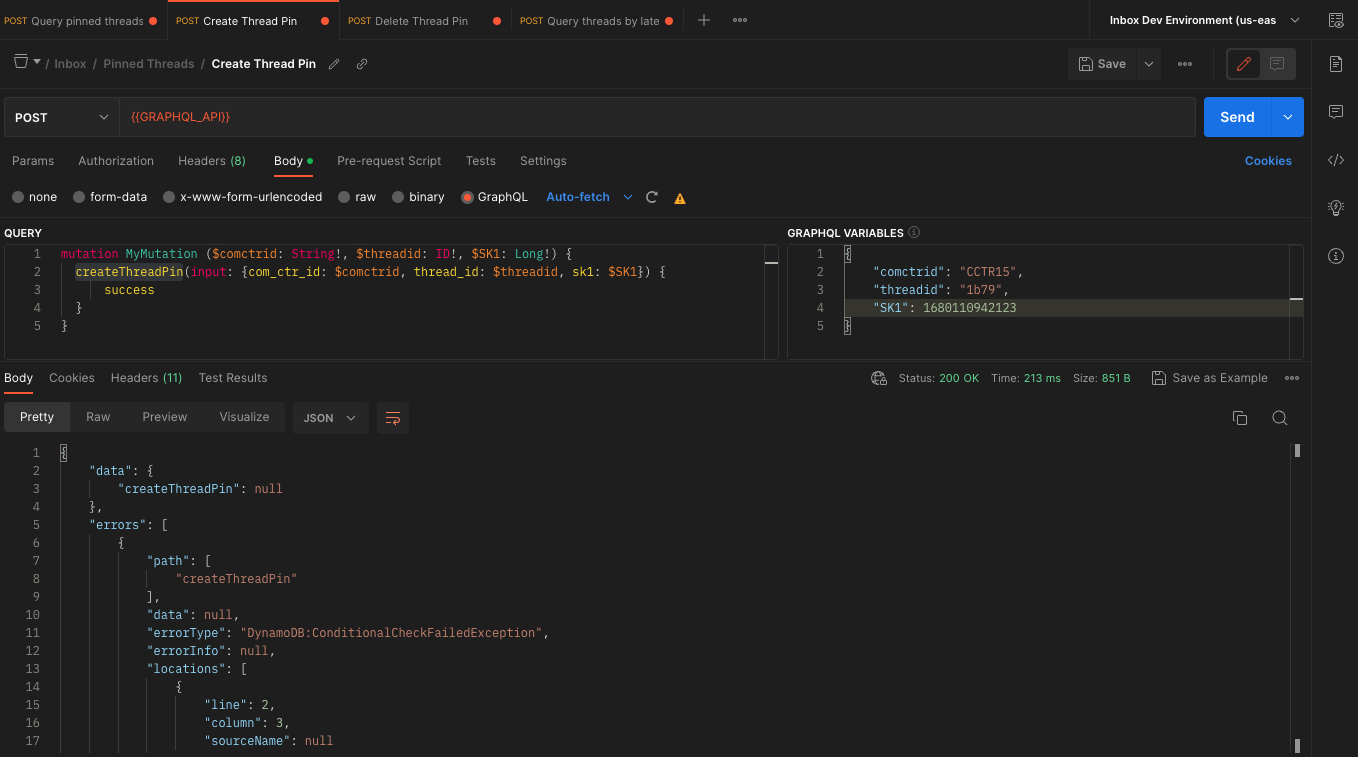 POST Query pinned threads
POST Create Thread Pin
POST Delete Thread Pin
POST Query threads by late
Inbox Dev Environment (us-eas
/ Inbox / Pinned Threads / Create Thread Pin
Save
POST
{{GRAPHQL_API}}
Send
Params Authorization Headers (8) Body Pre-request Script Tests Settings
Cookies
none form-data x-www-form-urlencoded raw binary GraphQL Auto-fetch
QUERY
1 mutation MyMutation ($comctrid: String!, $threadid: ID!, $SK1: Long!) {
2 createThreadPin(input: {com_ctr_id: $comctrid, thread_id: $threadid, sk1: $SK1}) {
3 success
4 }
5 }
GRAPHQL VARIABLES
1 {
2 "comctrid": "CCTR15",
3 "threadid": "1b79",
4 "SK1": 1680110942123
5 }
Body Cookies Headers (11) Test Results
Status: 200 OK Time: 213 ms Size: 851 B
Save as Example
Pretty Raw Preview Visualize JSON
1 {
2 "data": {
3 "createThreadPin": null
4 },
5 "errors": [
6 {
7 "path": [
8 "createThreadPin"
9 ],
10 "data": null,
11 "errorType": "DynamoDB:ConditionalCheckFailedException",
12 "errorInfo": null,
13 "locations": [
14 {
15 "line": 2,
16 "column": 3,
17 "sourceName": null